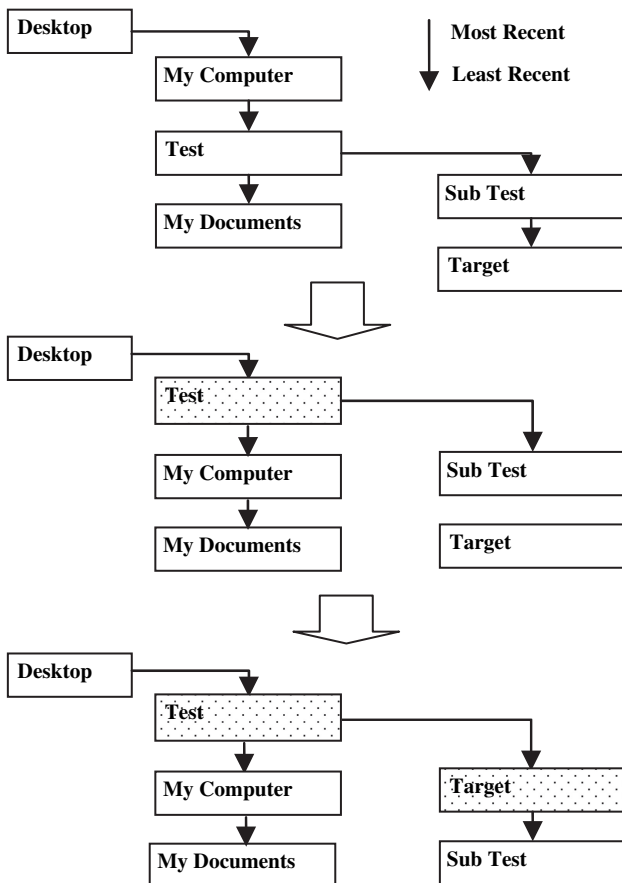 Desktop
Most Recent
My Computer
Least Recent
Test
Sub Test
My Documents
Target
Desktop
Test
My Computer
Sub Test
My Documents
Target
Desktop
Test
My Computer
Target
My Documents
Sub Test